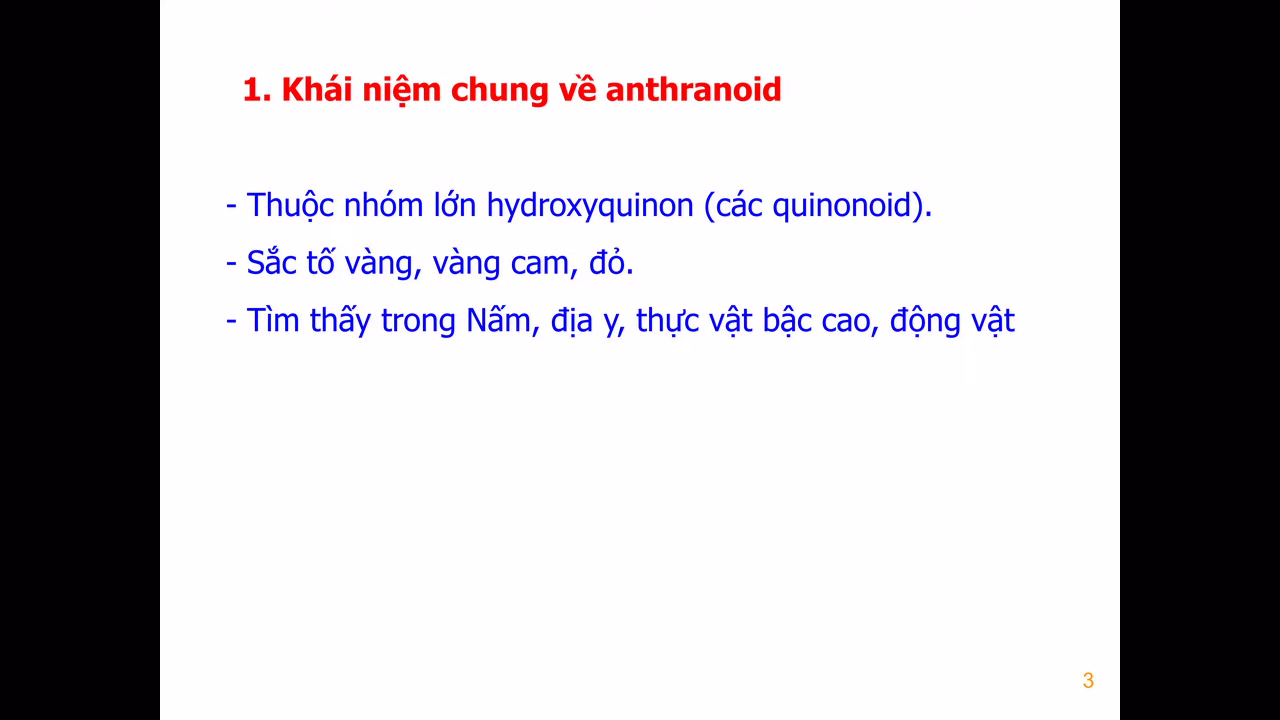 1. Khái niệm chung về anthranoid
- Thuộc nhóm lớn hydroxyquinon (các quinonoid).
- Sắc tố vàng, vàng cam, đỏ.
- Tìm thấy trong Nấm, địa y, thực vật bậc cao, động vật
3